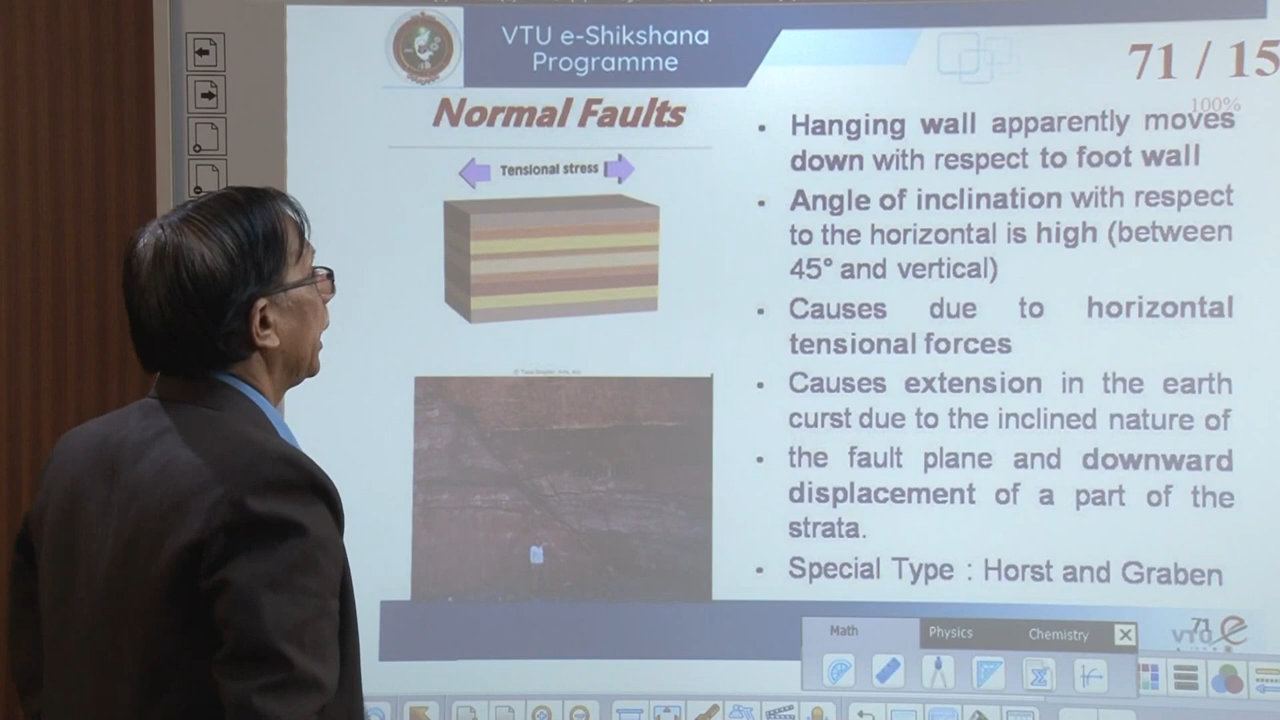 VTU e-Shikshana
Programme
71 / 15
100%
Normal Faults
Tensional stress
• Hanging wall apparently moves
down with respect to foot wall
• Angle of inclination with respect
to the horizontal is high (between
45° and vertical)
• Causes due to horizontal
tensional forces
• Causes extension in the earth
curst due to the inclined nature of
• the fault plane and downward
displacement of a part of the
strata.
• Special Type : Horst and Graben
71
VTU e
Math Physics Chemistry